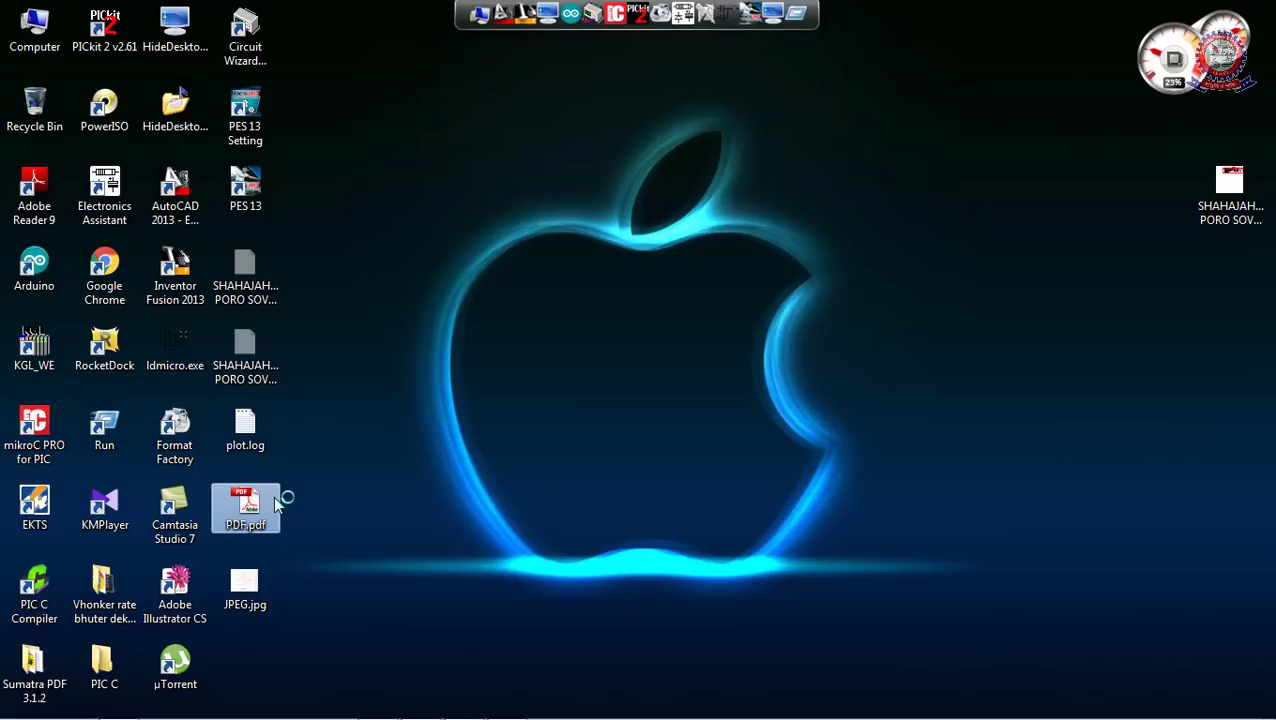 Computer
PICkit 2 v2.61
HideDeskto...
Circuit
Wizard...
Recycle Bin
PowerISO
HideDeskto...
PES 13
Setting
Adobe
Reader 9
Electronics
Assistant
AutoCAD
2013 - E...
PES 13
Arduino
Google
Chrome
Inventor
Fusion 2013
SHAHAJAH...
PORO SOV...
KGL_WE
RocketDock
ldmicro.exe
SHAHAJAH...
PORO SOV...
mikroC PRO
for PIC
Run
Format
Factory
plot.log
EKTS
KMPlayer
Camtasia
Studio 7
PDF.pdf
PIC C
Compiler
Vhonker rate
bhuter dek...
Adobe
Illustrator CS
JPEG.jpg
Sumatra PDF
3.1.2
PIC C
µTorrent
23%
SHAHAJAH...
PORO SOV...